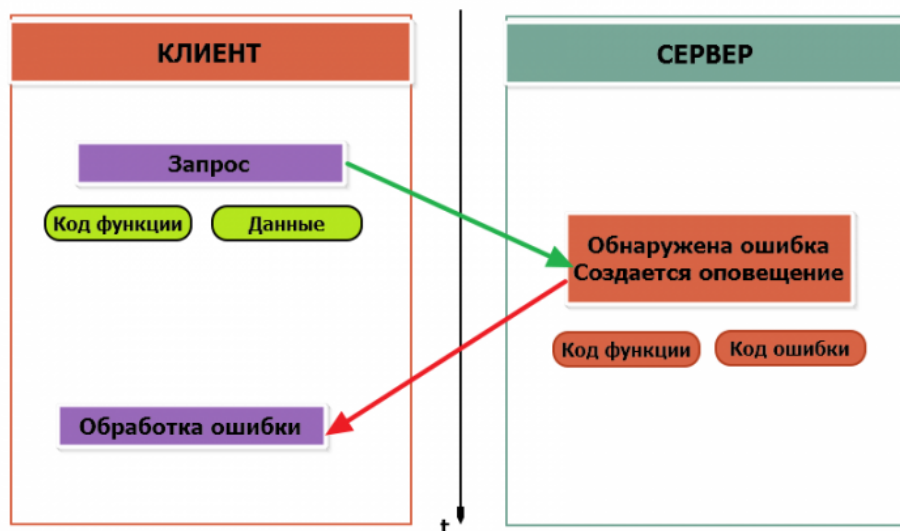 КЛИЕНТ
СЕРВЕР
Запрос
Код функции
Данные
Обнаружена ошибка
Создается оповещение
Код функции
Код ошибки
Обработка ошибки
t